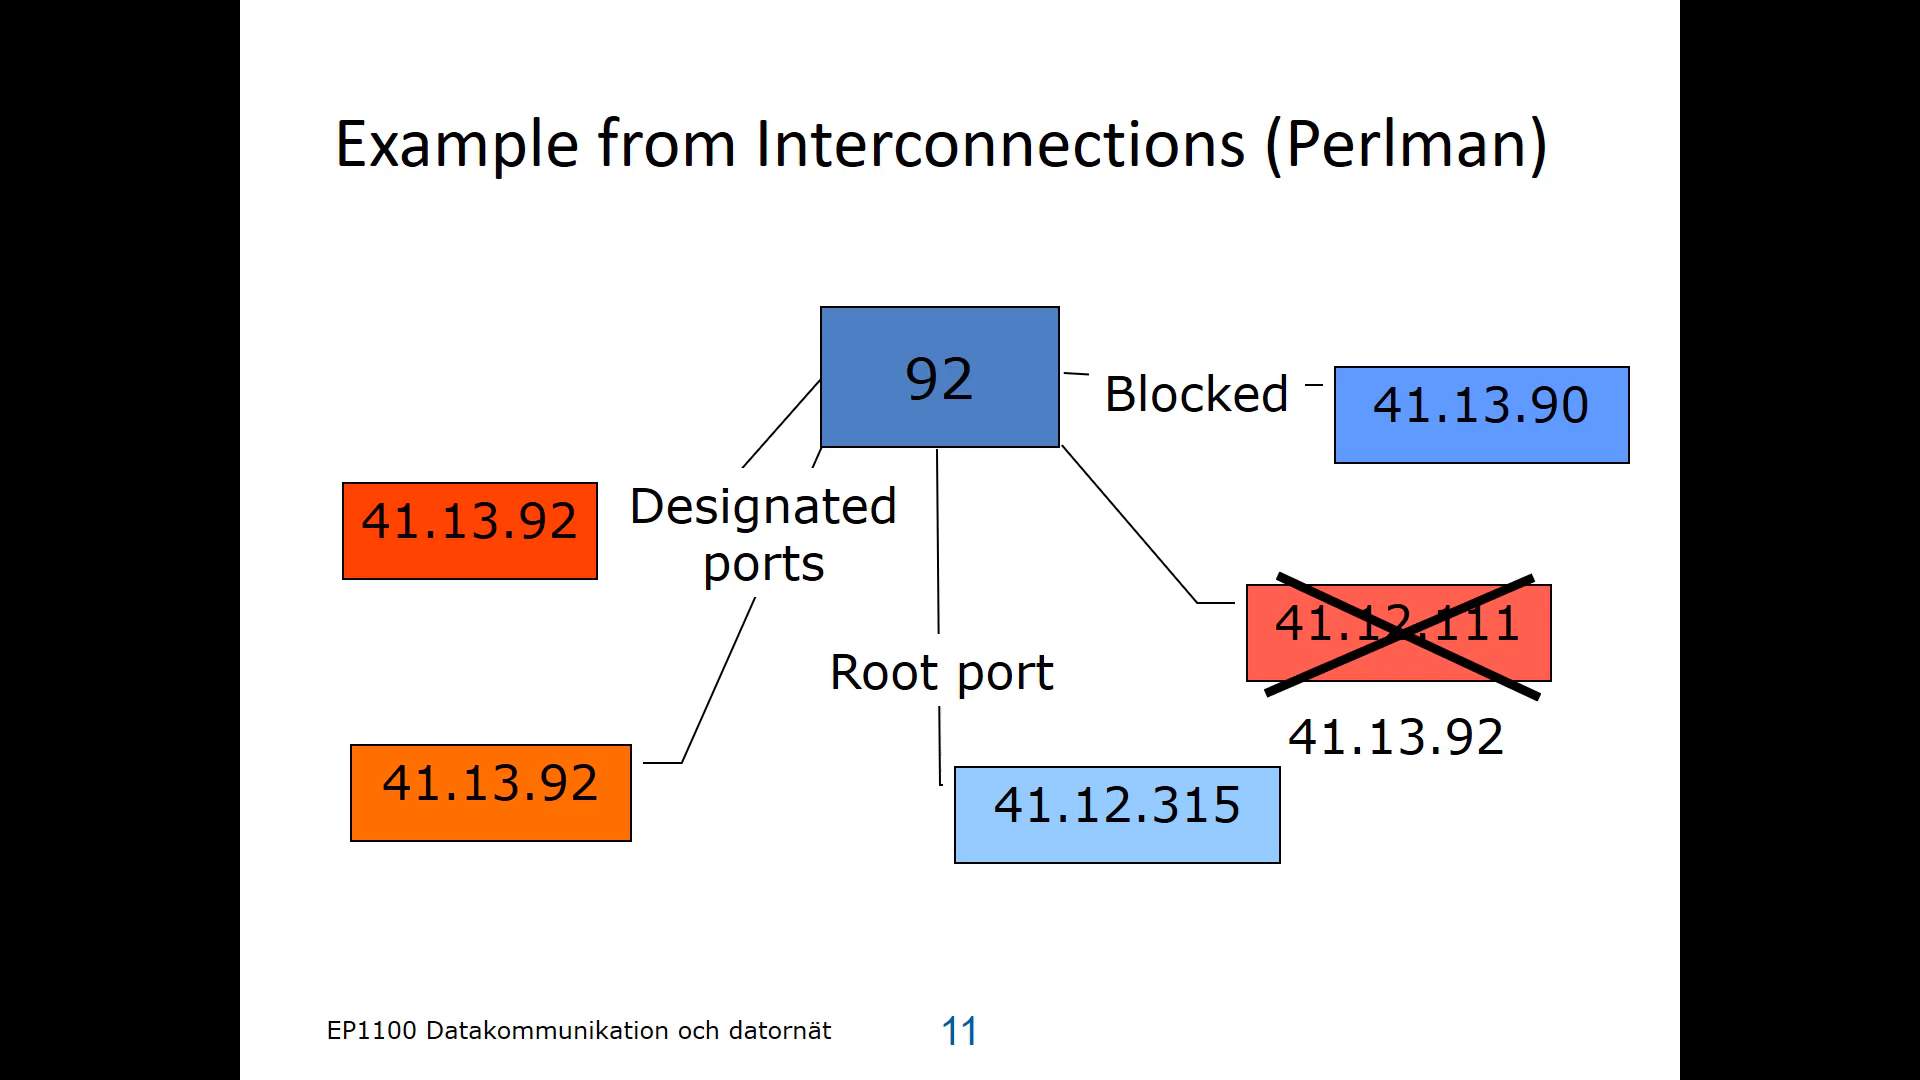 Example from Interconnections (Perlman)
92
Blocked
41.13.90
41.13.92
Designated
ports
41.12.111
Root port
41.13.92
41.13.92
41.12.315
EP1100 Datakommunikation och datornät
11